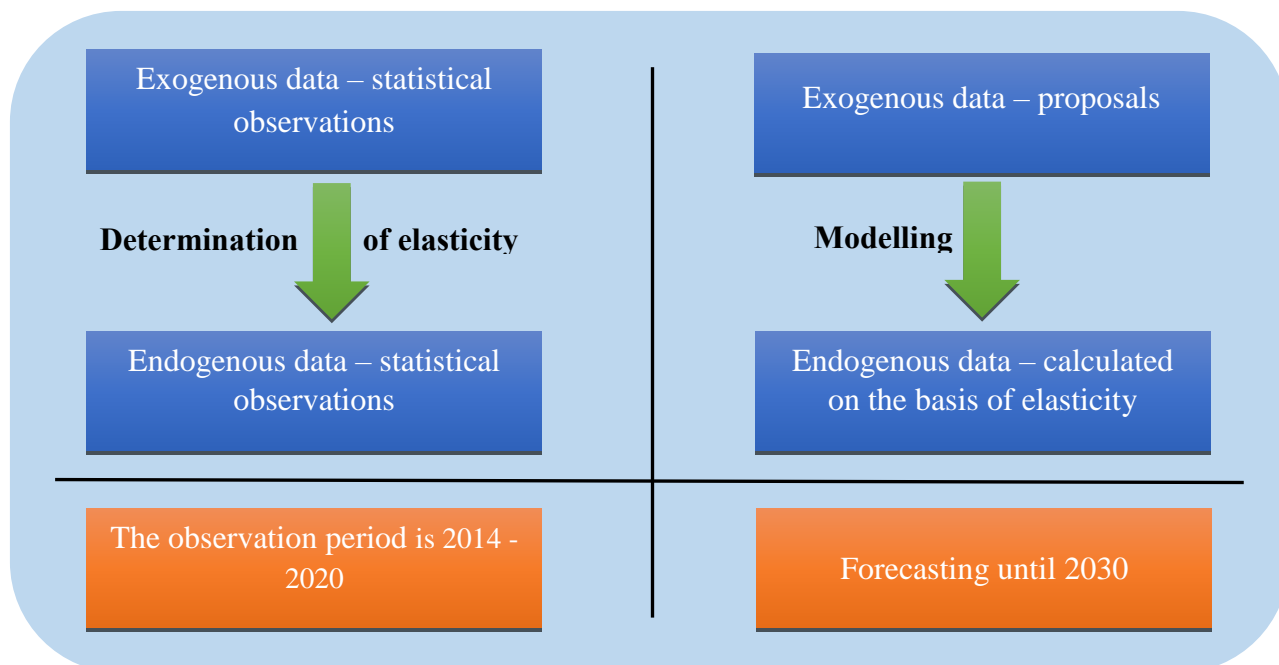 Exogenous data – statistical
observations
Determination of elasticity
Endogenous data – statistical
observations
The observation period is 2014 -
2020
Exogenous data – proposals
Modelling
Endogenous data – calculated
on the basis of elasticity
Forecasting until 2030